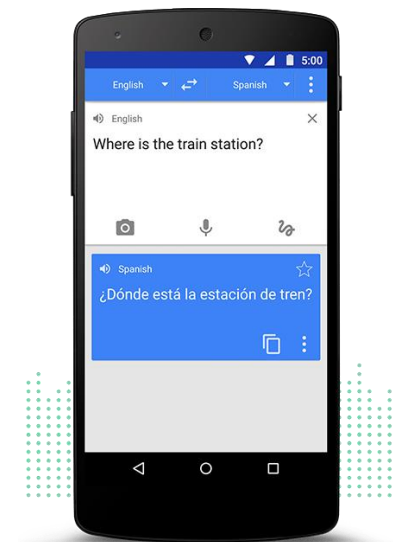 5:00
English Spanish
English
Where is the train station?
Spanish
¿Dónde está la estación de tren?